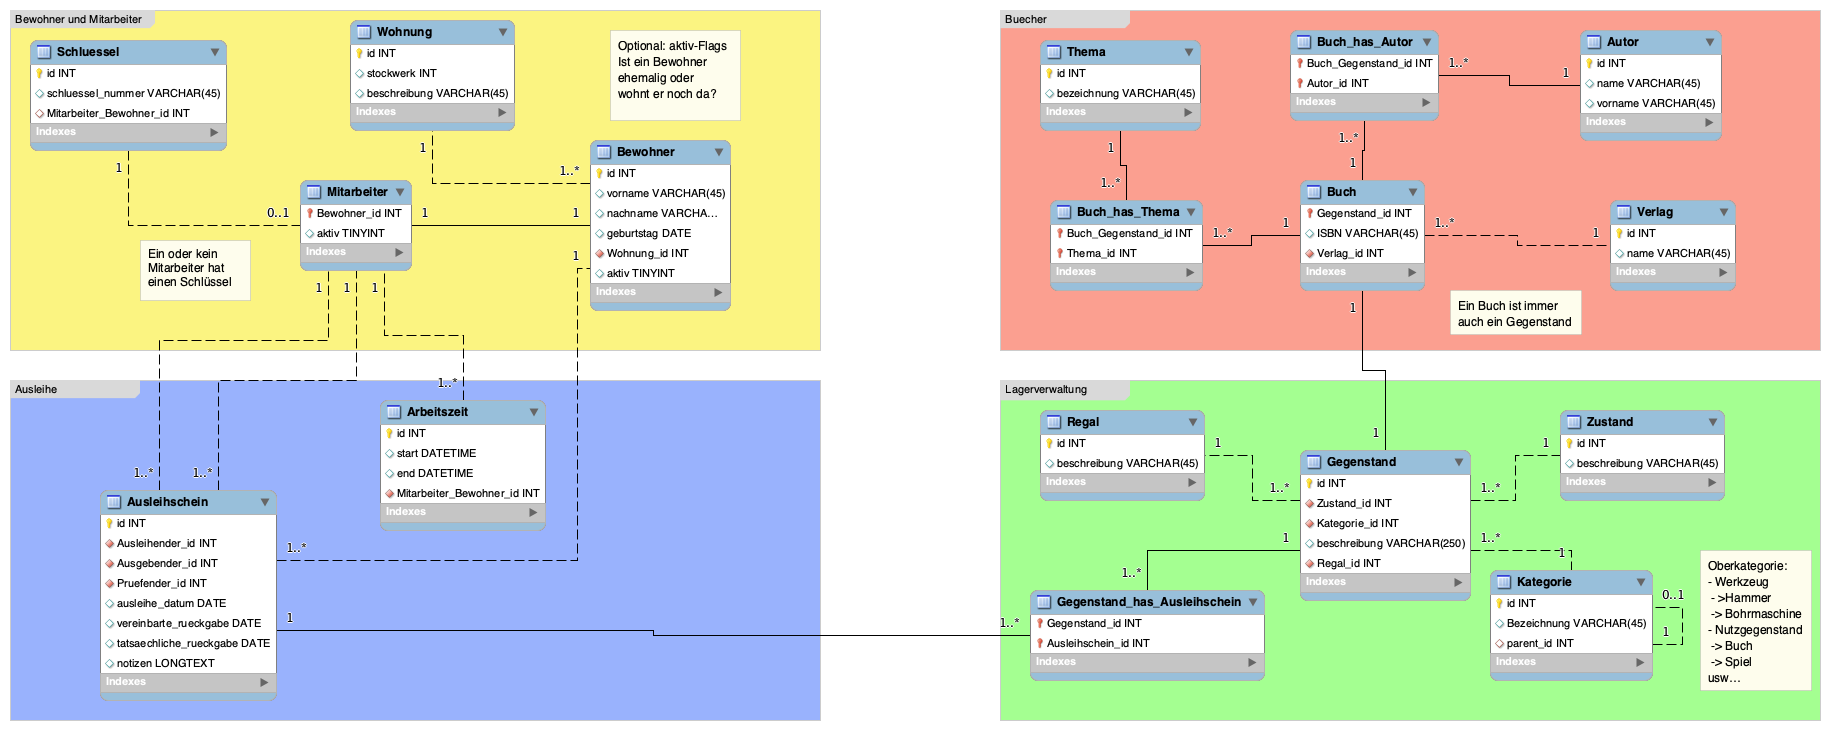 Bewohner und Mitarbeiter
Schluessel
id INT
schluessel_nummer VARCHAR(45)
Mitarbeiter_Bewohner_id INT
Indexes
Wohnung
id INT
stockwerk INT
beschreibung VARCHAR(45)
Indexes
Optional: aktiv-Flags
Ist ein Bewohner
ehemalig oder
wohnt er noch da?
Bewohner
id INT
vorname VARCHAR(45)
nachname VARCHA...
geburtstag DATE
Wohnung_id INT
aktiv TINYINT
Indexes
Mitarbeiter
Bewohner_id INT
aktiv TINYINT
Indexes
Ein oder kein
Mitarbeiter hat
einen Schlüssel
1
0..1
1
1..*
1
1
1
1
1
1
Ausleihe
Arbeitszeit
id INT
start DATETIME
end DATETIME
Mitarbeiter_Bewohner_id INT
Indexes
Ausleihschein
id INT
Ausleihender_id INT
Ausgebender_id INT
Pruefender_id INT
ausleihe_datum DATE
vereinbarte_rueckgabe DATE
tatsaechliche_rueckgabe DATE
notizen LONGTEXT
Indexes
1..*
1..*
1..*
1..*
1
1..*
Buecher
Thema
id INT
bezeichnung VARCHAR(45)
Indexes
Buch_has_Autor
Buch_Gegenstand_id INT
Autor_id INT
Indexes
Autor
id INT
name VARCHAR(45)
vorname VARCHAR(45)
Indexes
Buch_has_Thema
Buch_Gegenstand_id INT
Thema_id INT
Indexes
Buch
Gegenstand_id INT
ISBN VARCHAR(45)
Verlag_id INT
Indexes
Verlag
id INT
name VARCHAR(45)
Indexes
Ein Buch ist immer
auch ein Gegenstand
1..*
1
1..*
1
1
1..*
1..*
1
1..*
1
1
Lagerverwaltung
Regal
id INT
beschreibung VARCHAR(45)
Indexes
Gegenstand
id INT
Zustand_id INT
Kategorie_id INT
beschreibung VARCHAR(250)
Regal_id INT
Indexes
Zustand
id INT
beschreibung VARCHAR(45)
Indexes
Gegenstand_has_Ausleihschein
Gegenstand_id INT
Ausleihschein_id INT
Indexes
Kategorie
id INT
Bezeichnung VARCHAR(45)
parent_id INT
Indexes
Oberkategorie:
- Werkzeug
->Hammer
-> Bohrmaschine
- Nutzgegenstand
-> Buch
-> Spiel
usw...
1
1
1..*
1
1..*
1
1..*
1..*
1
0..1
1